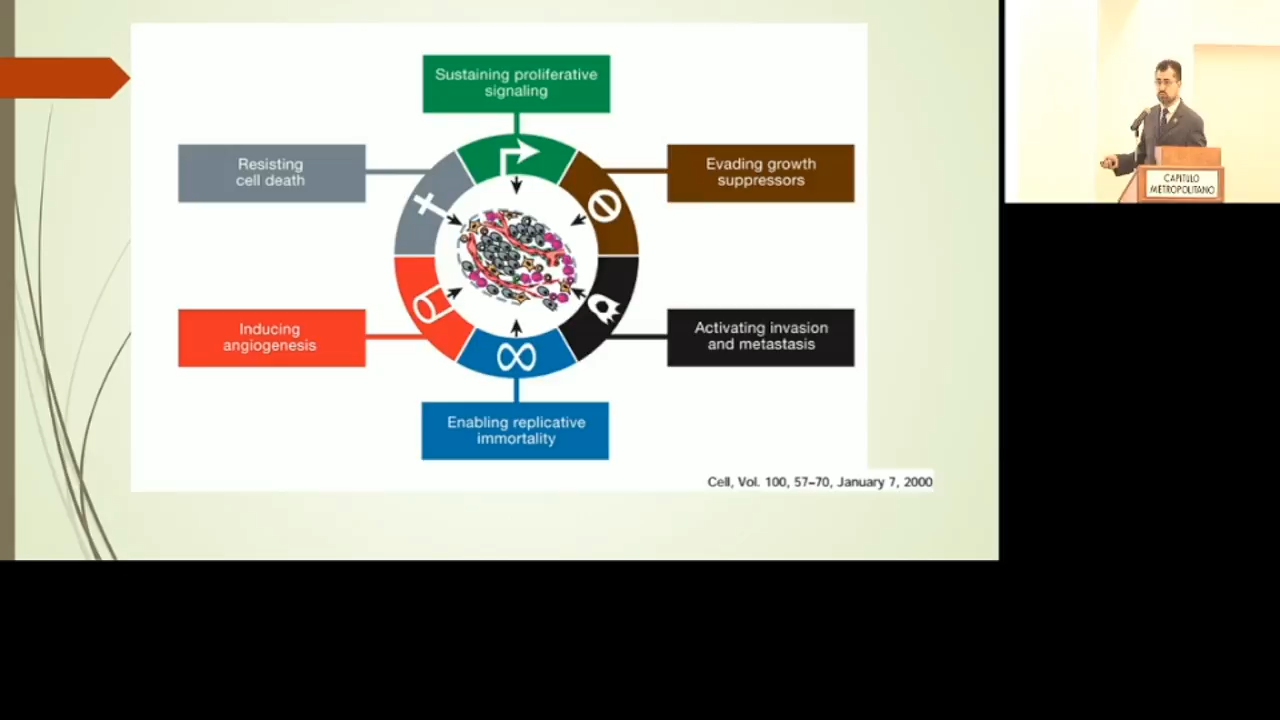 Sustaining proliferative
signaling
Resisting
cell death
Evading growth
suppressors
Inducing
angiogenesis
Activating invasion
and metastasis
Enabling replicative
immortality
Cell, Vol. 100, 57–70, January 7, 2000
CAPITULO
METROPOLITANO